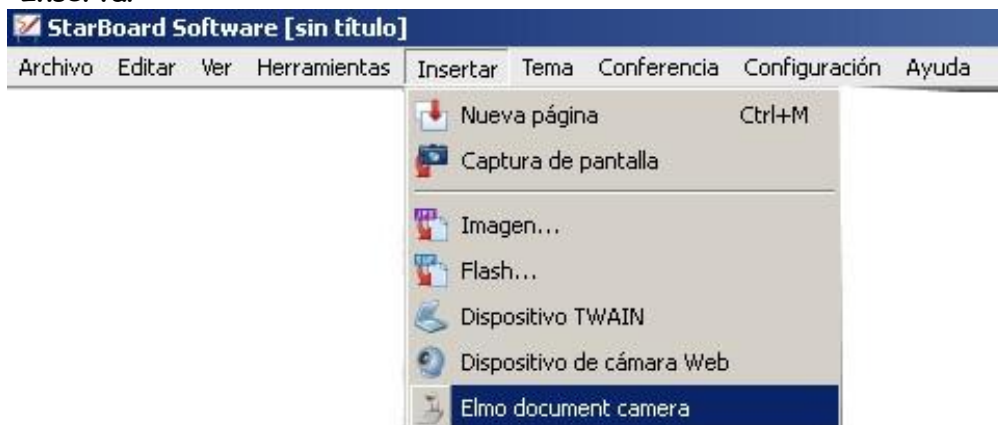 StarBoard Software [sin título]
Archivo Editar Ver Herramientas Insertar Tema Conferencia Configuración Ayuda
Nueva página Ctrl+M
Captura de pantalla
Imagen...
Flash...
Dispositivo TWAIN
Dispositivo de cámara Web
Elmo document camera